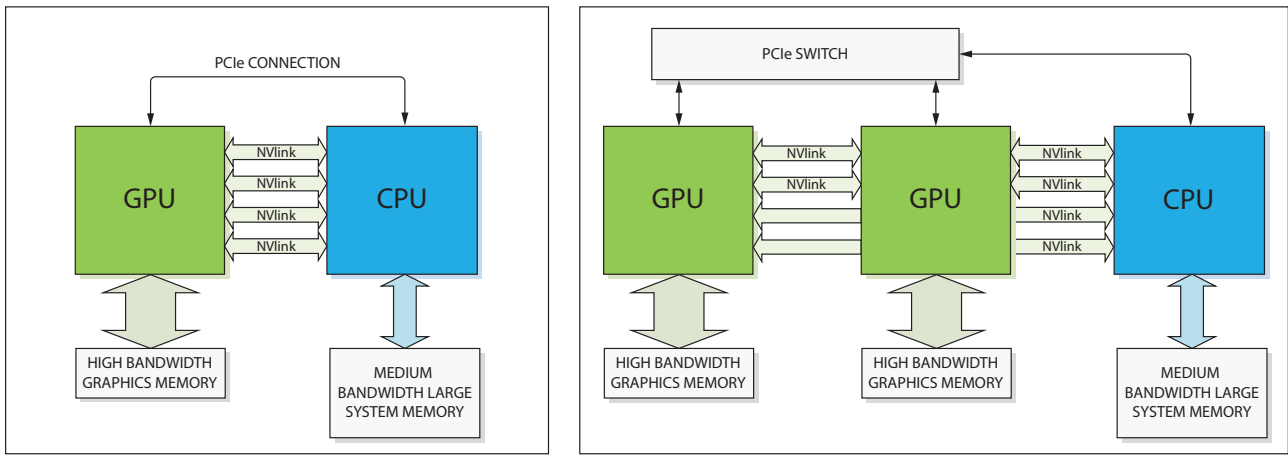 PCIe CONNECTION
GPU
NVlink
NVlink
NVlink
NVlink
CPU
HIGH BANDWIDTH
GRAPHICS MEMORY
MEDIUM
BANDWIDTH LARGE
SYSTEM MEMORY
PCIe SWITCH
GPU
NVlink
NVlink
GPU
NVlink
NVlink
NVlink
NVlink
CPU
HIGH BANDWIDTH
GRAPHICS MEMORY
HIGH BANDWIDTH
GRAPHICS MEMORY
MEDIUM
BANDWIDTH LARGE
SYSTEM MEMORY